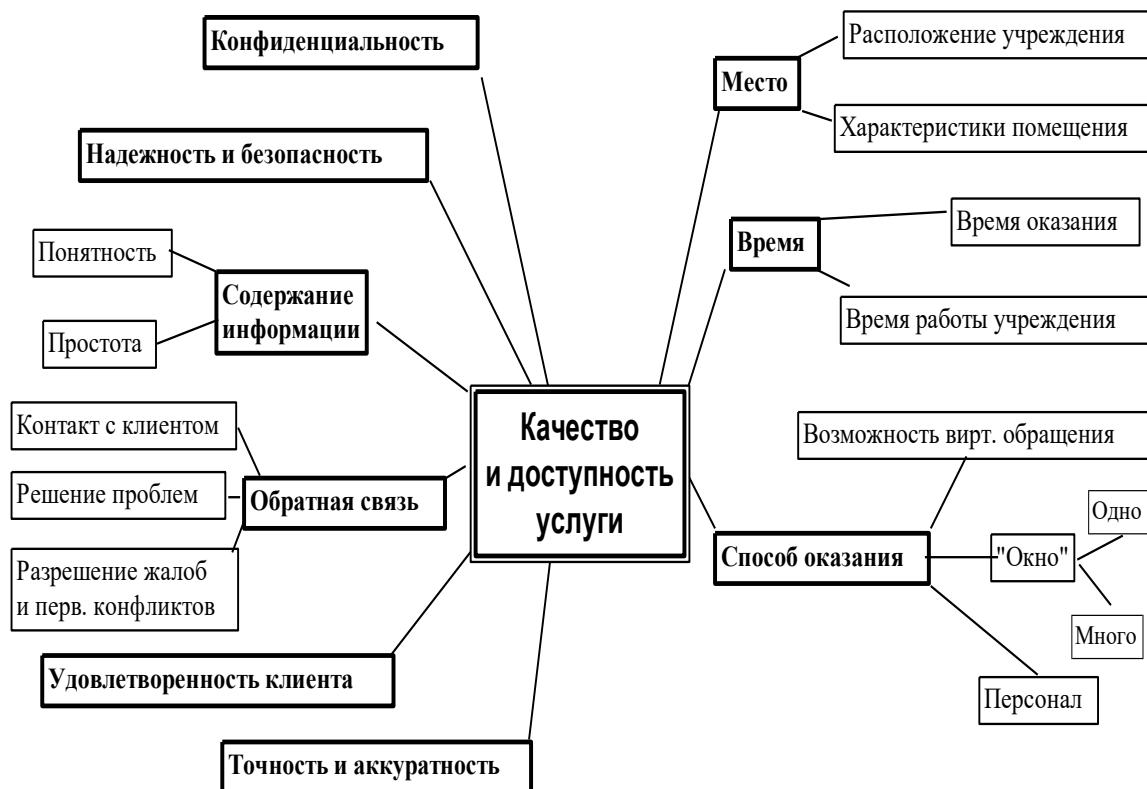 Конфиденциальность
Надежность и безопасность
Понятность
Содержание
информации
Простота
Контакт с клиентом
Решение проблем
Обратная связь
Разрешение жалоб
и перв. конфликтов
Удовлетворенность клиента
Точность и аккуратность
Качество
и доступность
услуги
Расположение учреждения
Место
Характеристики помещения
Время оказания
Время
Время работы учреждения
Возможность вирт. обращения
Способ оказания
"Окно"
Одно
Много
Персонал